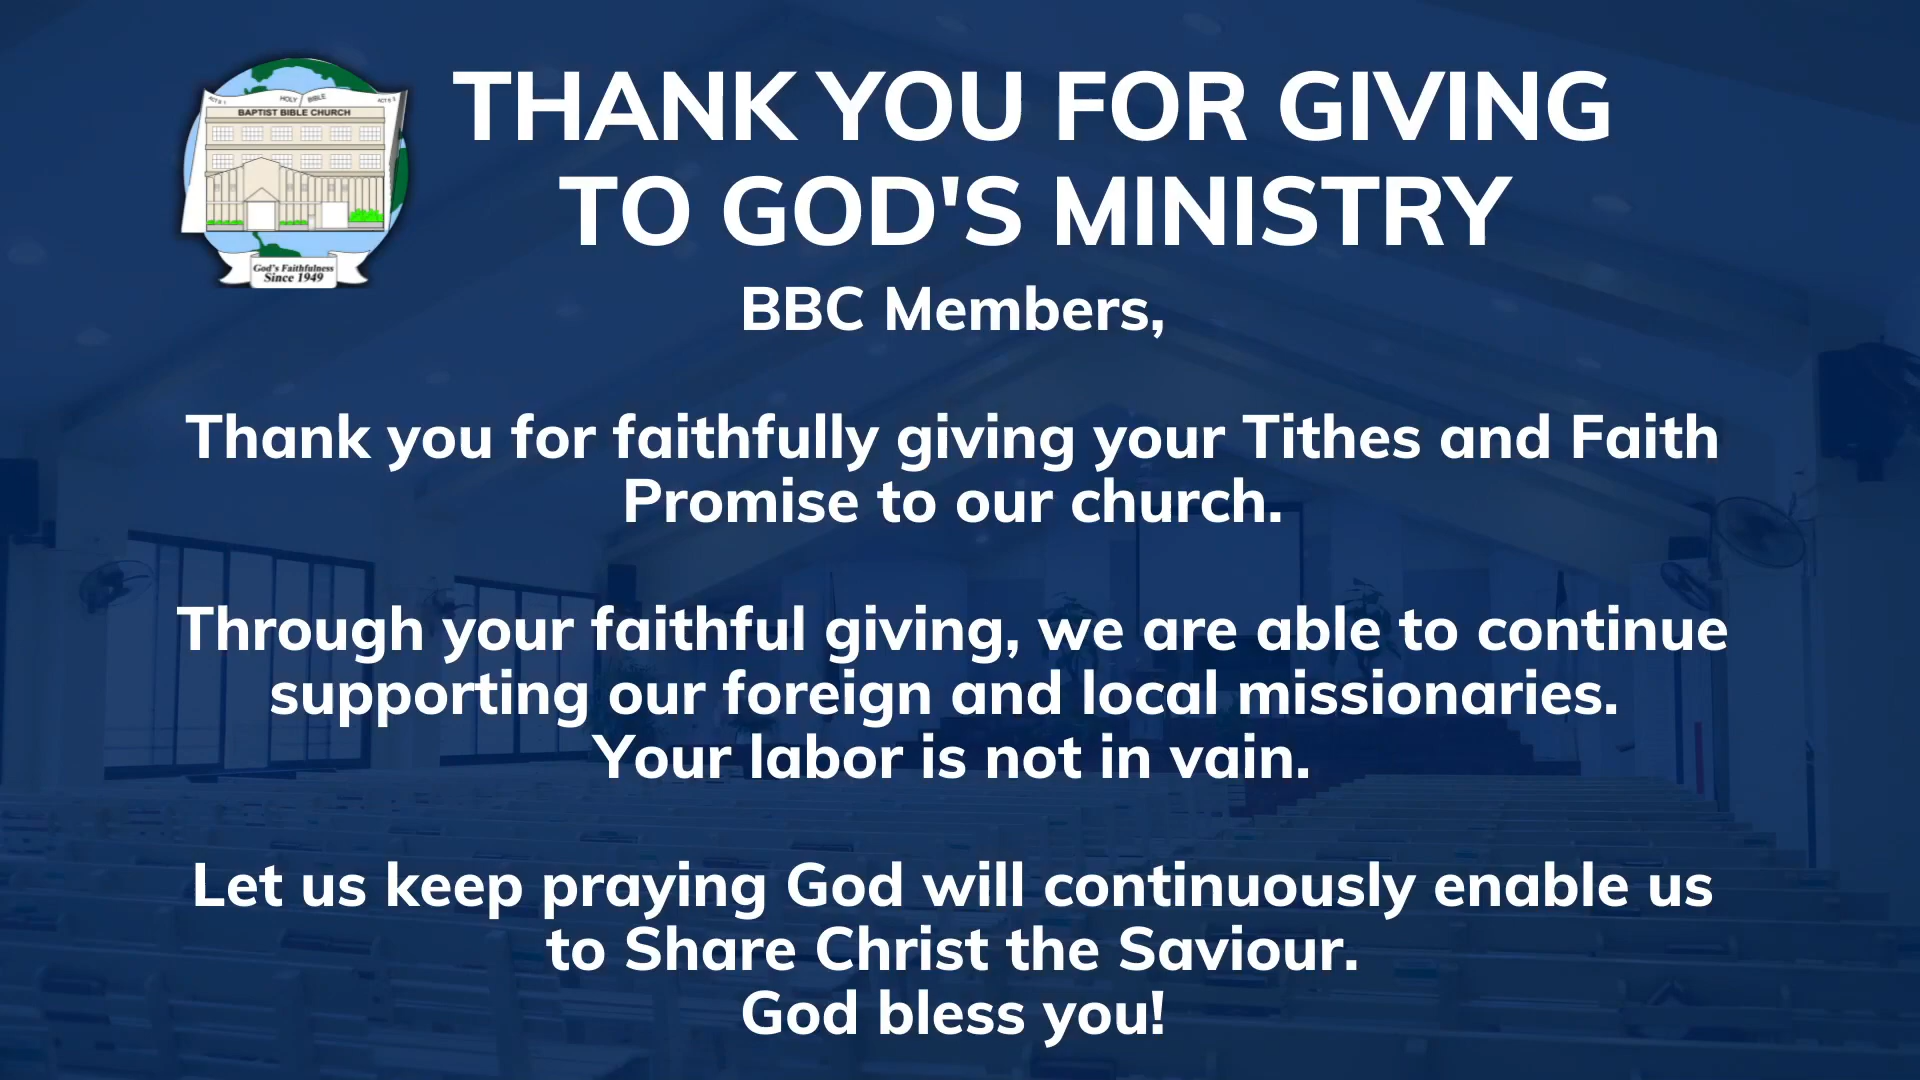 ACTS 1
HOLY BIBLE
BAPTIST BIBLE CHURCH
God's Faithfulness
Since 1949
THANK YOU FOR GIVING
TO GOD'S MINISTRY
BBC Members,
Thank you for faithfully giving your Tithes and Faith
Promise to our church.
Through your faithful giving, we are able to continue
supporting our foreign and local missionaries.
Your labor is not in vain.
Let us keep praying God will continuously enable us
to Share Christ the Saviour.
God bless you!